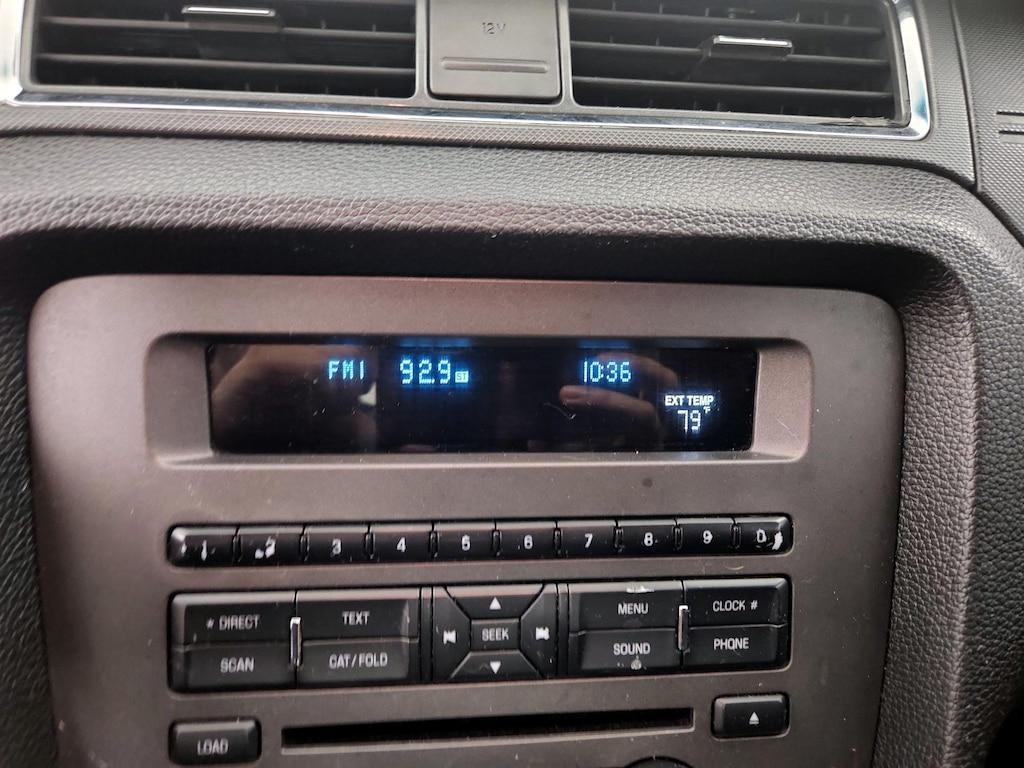 12V
FM1 92.9 ST 10:36
EXT TEMP
79°F
1 2 3 4 5 6 7 8 9 0
* DIRECT TEXT MENU CLOCK #
SEEK
SCAN CAT/FOLD SOUND PHONE
LOAD